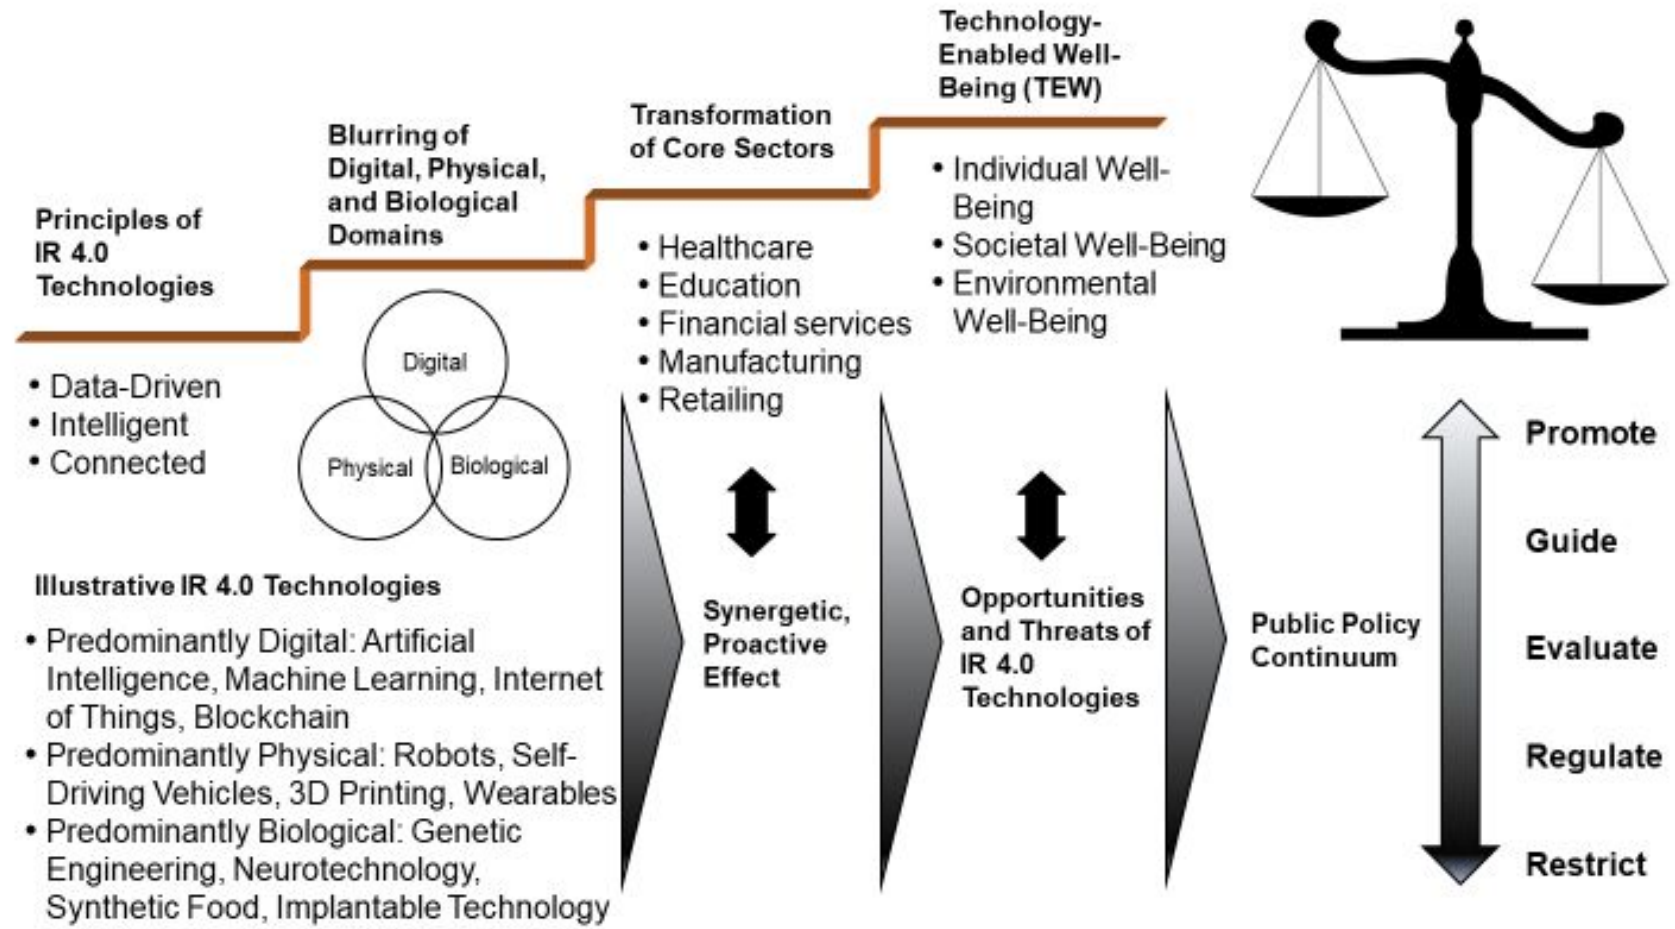 Principles of
IR 4.0
Technologies
• Data-Driven
• Intelligent
• Connected
Blurring of
Digital, Physical,
and Biological
Domains
Digital
Physical
Biological
Illustrative IR 4.0 Technologies
• Predominantly Digital: Artificial
Intelligence, Machine Learning, Internet
of Things, Blockchain
• Predominantly Physical: Robots, Self-
Driving Vehicles, 3D Printing, Wearables
• Predominantly Biological: Genetic
Engineering, Neurotechnology,
Synthetic Food, Implantable Technology
Transformation
of Core Sectors
• Healthcare
• Education
• Financial services
• Manufacturing
• Retailing
Synergetic,
Proactive
Effect
Technology-
Enabled Well-
Being (TEW)
• Individual Well-
Being
• Societal Well-Being
• Environmental
Well-Being
Opportunities
and Threats of
IR 4.0
Technologies
Public Policy
Continuum
Promote
Guide
Evaluate
Regulate
Restrict